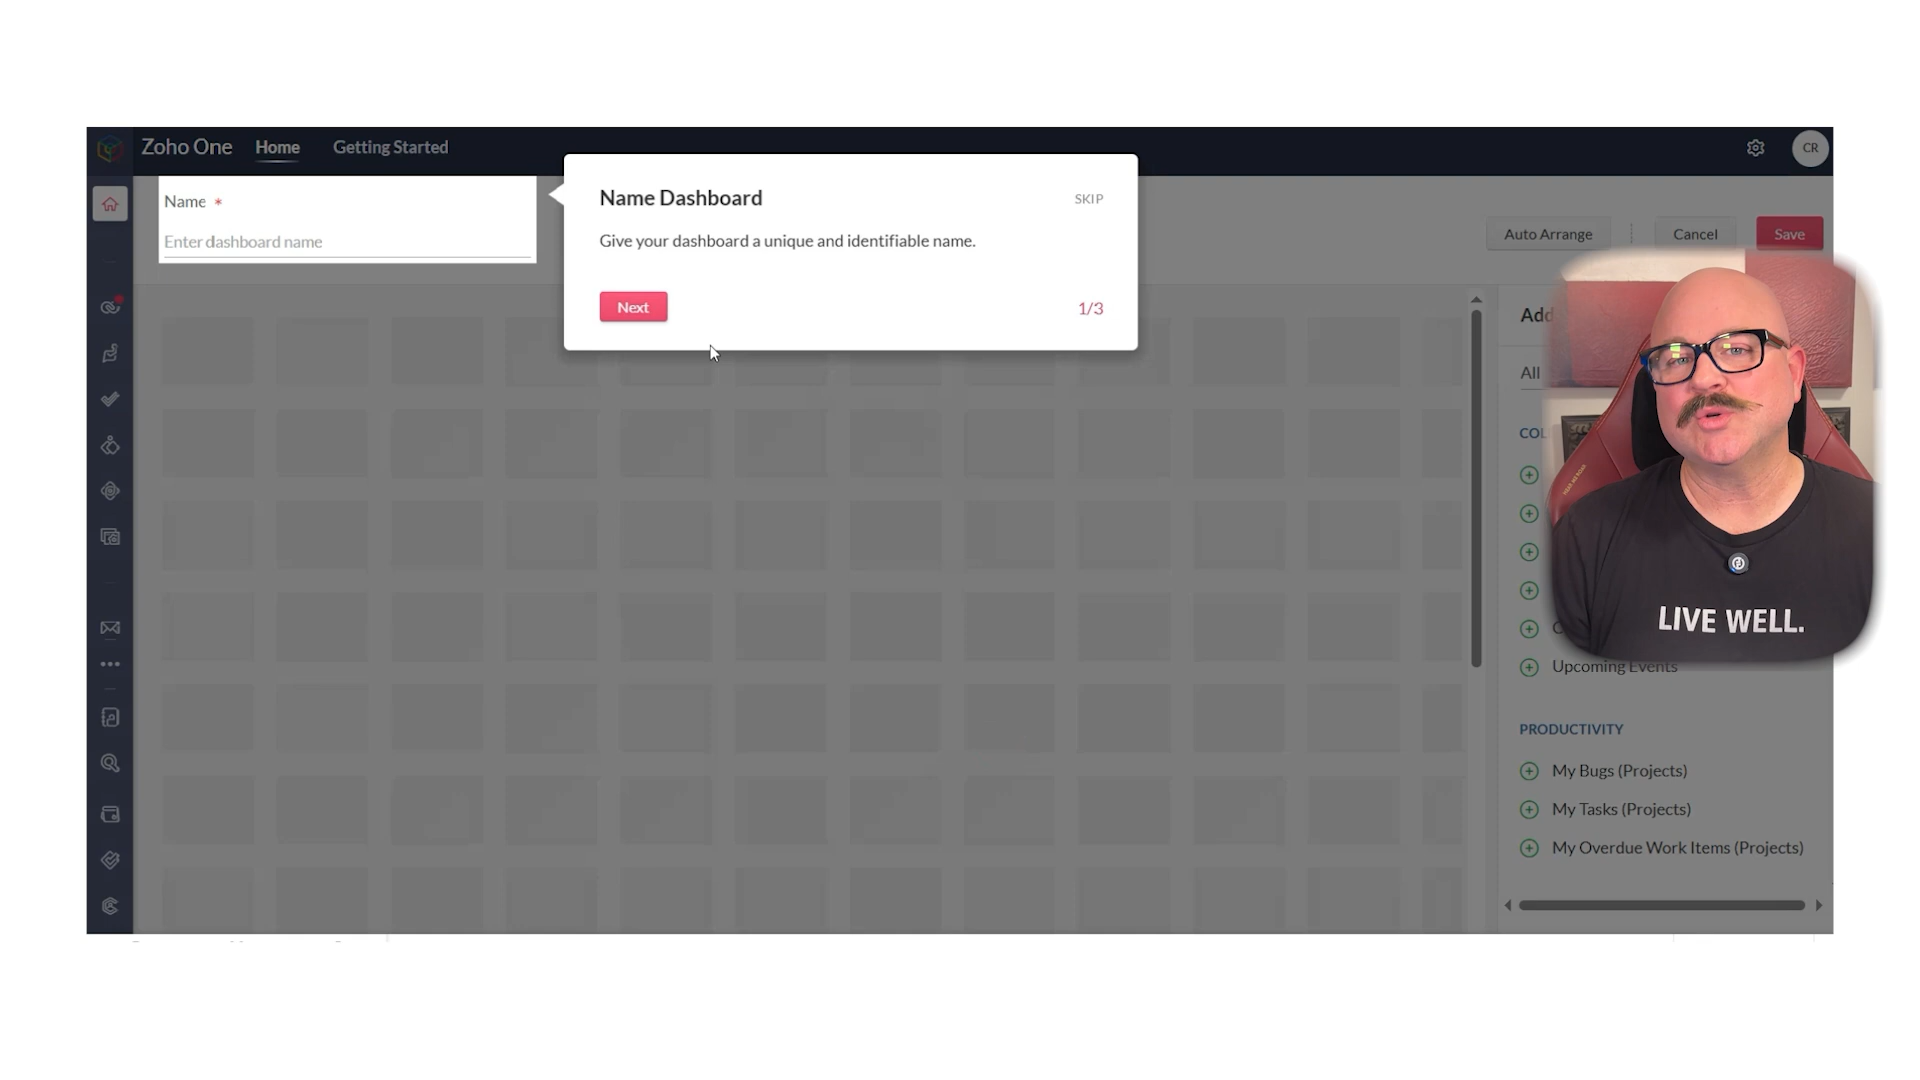 Zoho One Home Getting Started
CR
Name *
Enter dashboard name
Name Dashboard
SKIP
Give your dashboard a unique and identifiable name.
Next
1/3
Auto Arrange
Cancel
Save
All
LIVE WELL.
Upcoming Events
PRODUCTIVITY
My Bugs (Projects)
My Tasks (Projects)
My Overdue Work Items (Projects)